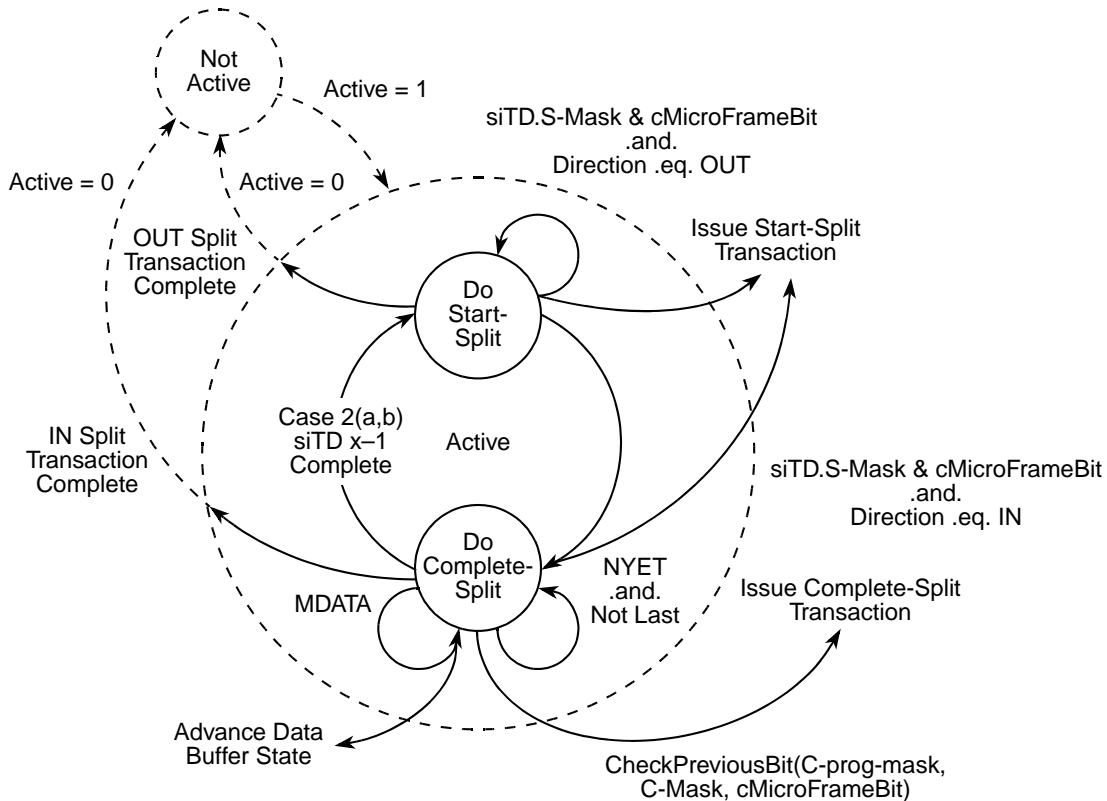 Not
Active
Active = 1
siTD.S-Mask & cMicroFrameBit
.and.
Direction .eq. OUT
Active = 0
Active = 0
OUT Split
Transaction
Complete
Issue Start-Split
Transaction
Do
Start-
Split
Case 2(a,b)
siTD x–1
Complete
Active
IN Split
Transaction
Complete
siTD.S-Mask & cMicroFrameBit
.and.
Direction .eq. IN
Do
Complete-
Split
NYET
.and.
Not Last
MDATA
Issue Complete-Split
Transaction
Advance Data
Buffer State
CheckPreviousBit(C-prog-mask,
C-Mask, cMicroFrameBit)